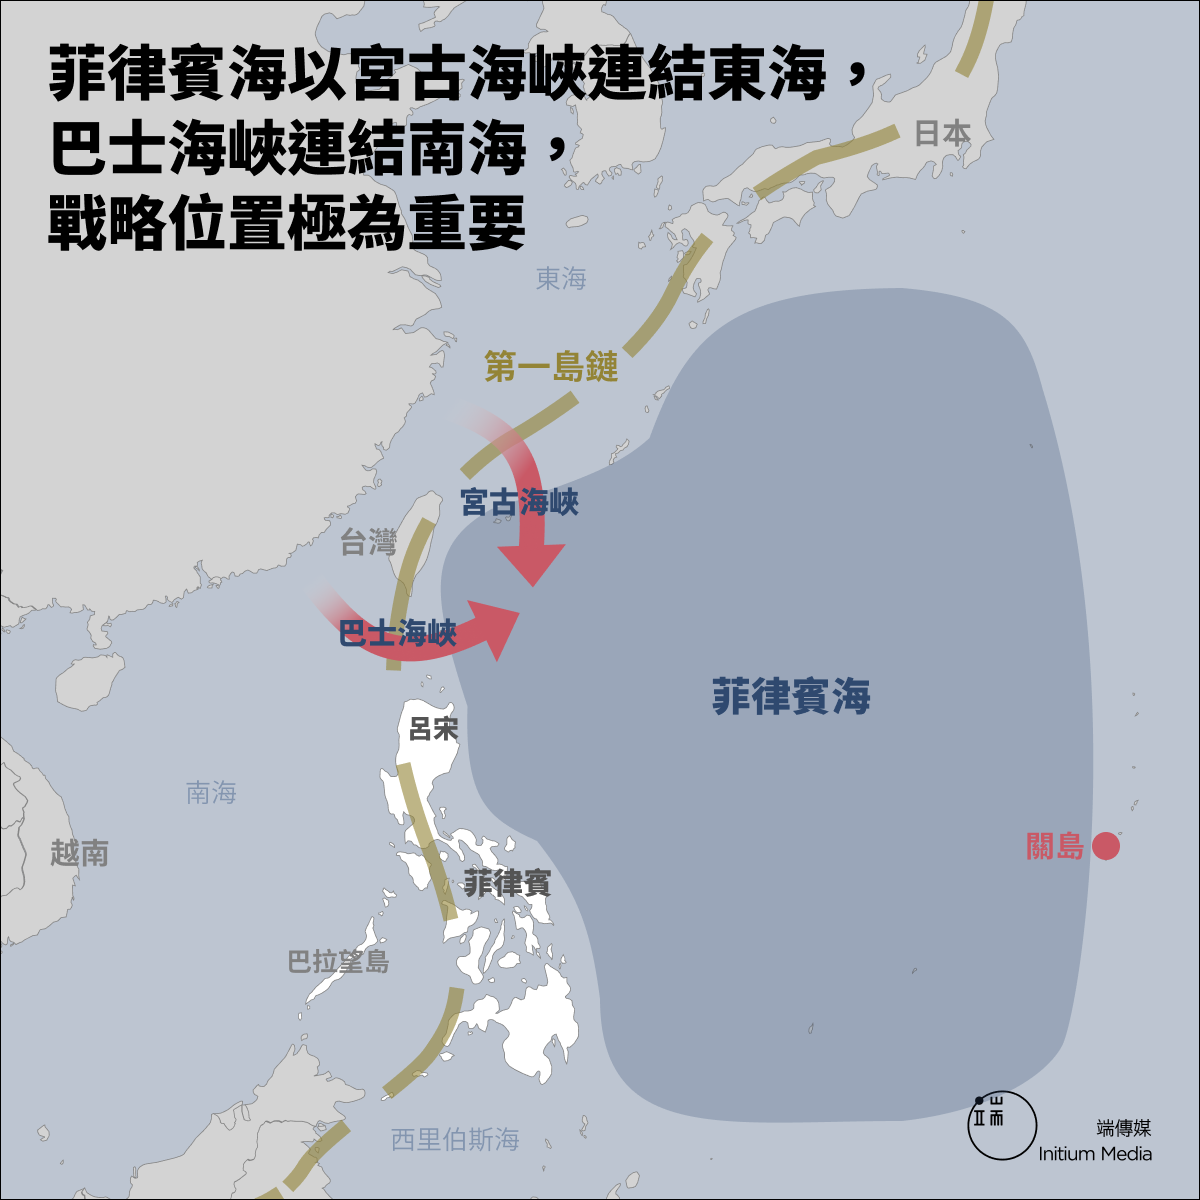 菲律賓海以宮古海峽連結東海，
巴士海峽連結南海，
戰略位置極為重要
日本
東海
第一島鏈
宮古海峽
台灣
巴士海峽
菲律賓海
呂宋
南海
越南
關島
菲律賓
巴拉望島
西里伯斯海
端
端傳媒
Initium Media